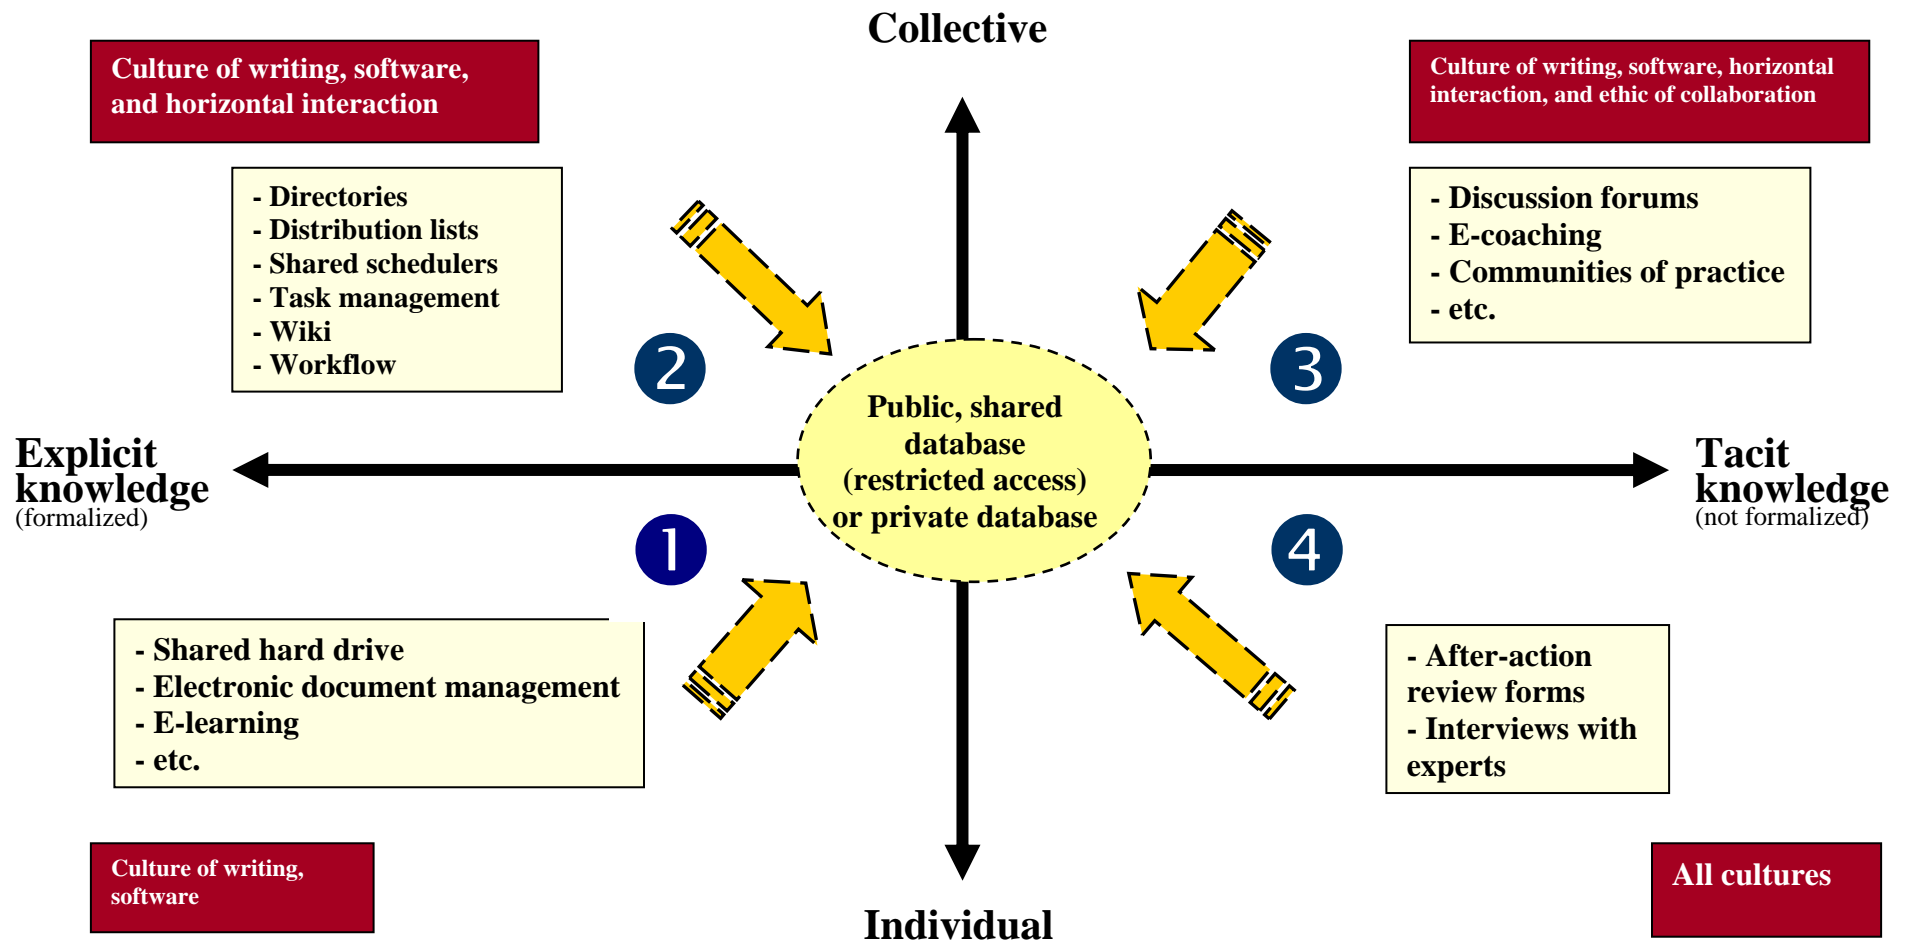 Collective
Culture of writing, software,
and horizontal interaction
Culture of writing, software, horizontal
interaction, and ethic of collaboration
- Directories
- Distribution lists
- Shared schedulers
- Task management
- Wiki
- Workflow
- Discussion forums
- E-coaching
- Communities of practice
- etc.
2
3
Public, shared
database
(restricted access)
or private database
Explicit
knowledge
(formalized)
Tacit
knowledge
(not formalized)
1
4
- Shared hard drive
- Electronic document management
- E-learning
- etc.
- After-action
review forms
- Interviews with
experts
Culture of writing,
software
All cultures
Individual